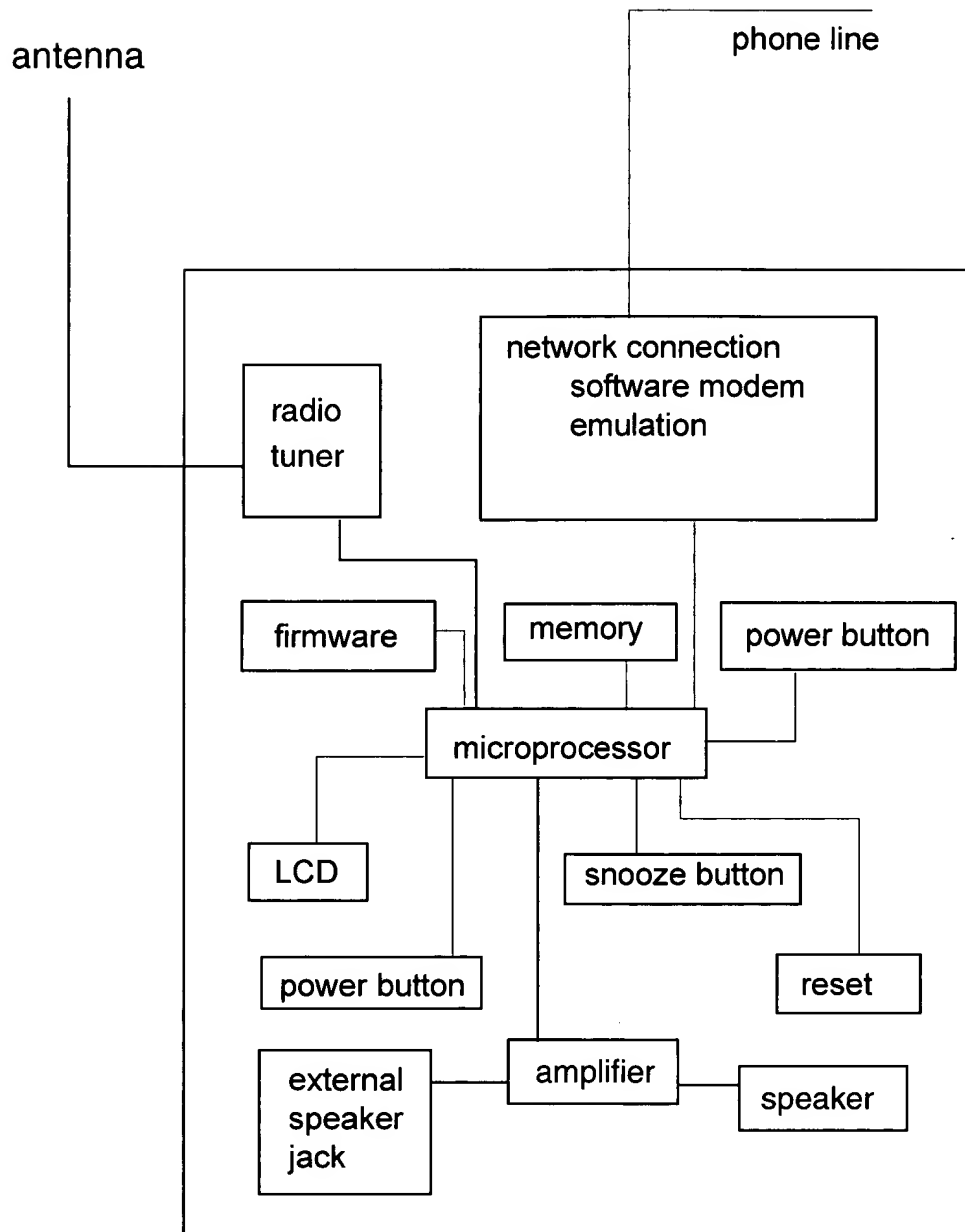 antenna
phone line
network connection
software modem
emulation
radio
tuner
firmware
memory
power button
microprocessor
LCD
snooze button
power button
reset
external
speaker
jack
amplifier
speaker